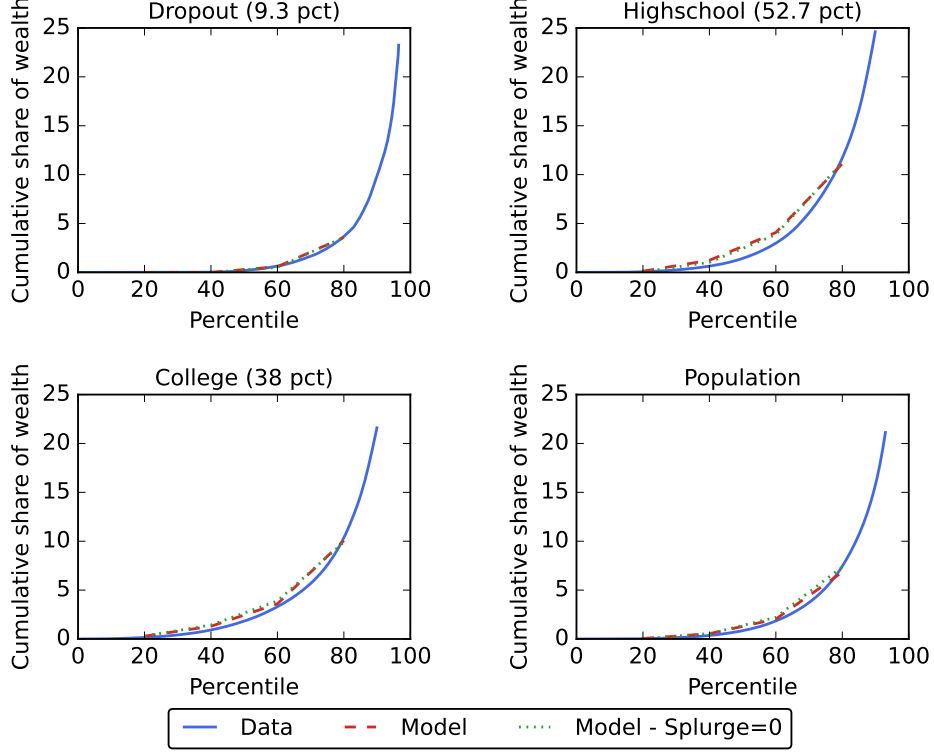 Dropout (9.3 pct)
Cumulative share of wealth
25
20
15
10
5
0
0 20 40 60 80 100
Percentile
Highschool (52.7 pct)
Cumulative share of wealth
25
20
15
10
5
0
0 20 40 60 80 100
Percentile
College (38 pct)
Cumulative share of wealth
25
20
15
10
5
0
0 20 40 60 80 100
Percentile
Population
Cumulative share of wealth
25
20
15
10
5
0
0 20 40 60 80 100
Percentile
Data Model Model - Splurge=0